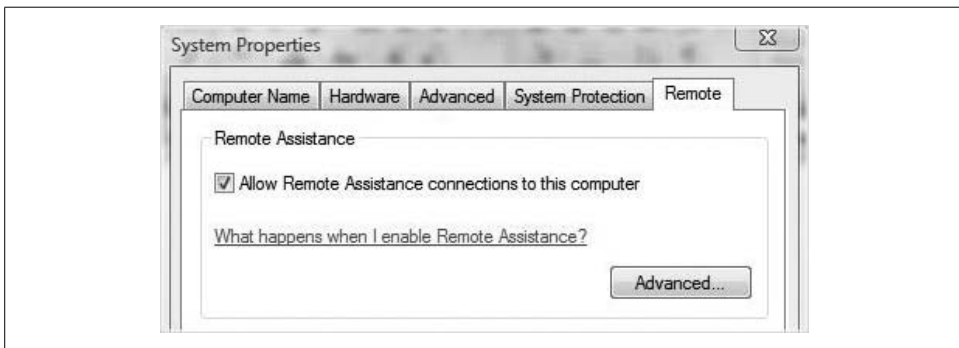 System Properties
Computer Name Hardware Advanced System Protection Remote
Remote Assistance
Allow Remote Assistance connections to this computer
What happens when I enable Remote Assistance?
Advanced...